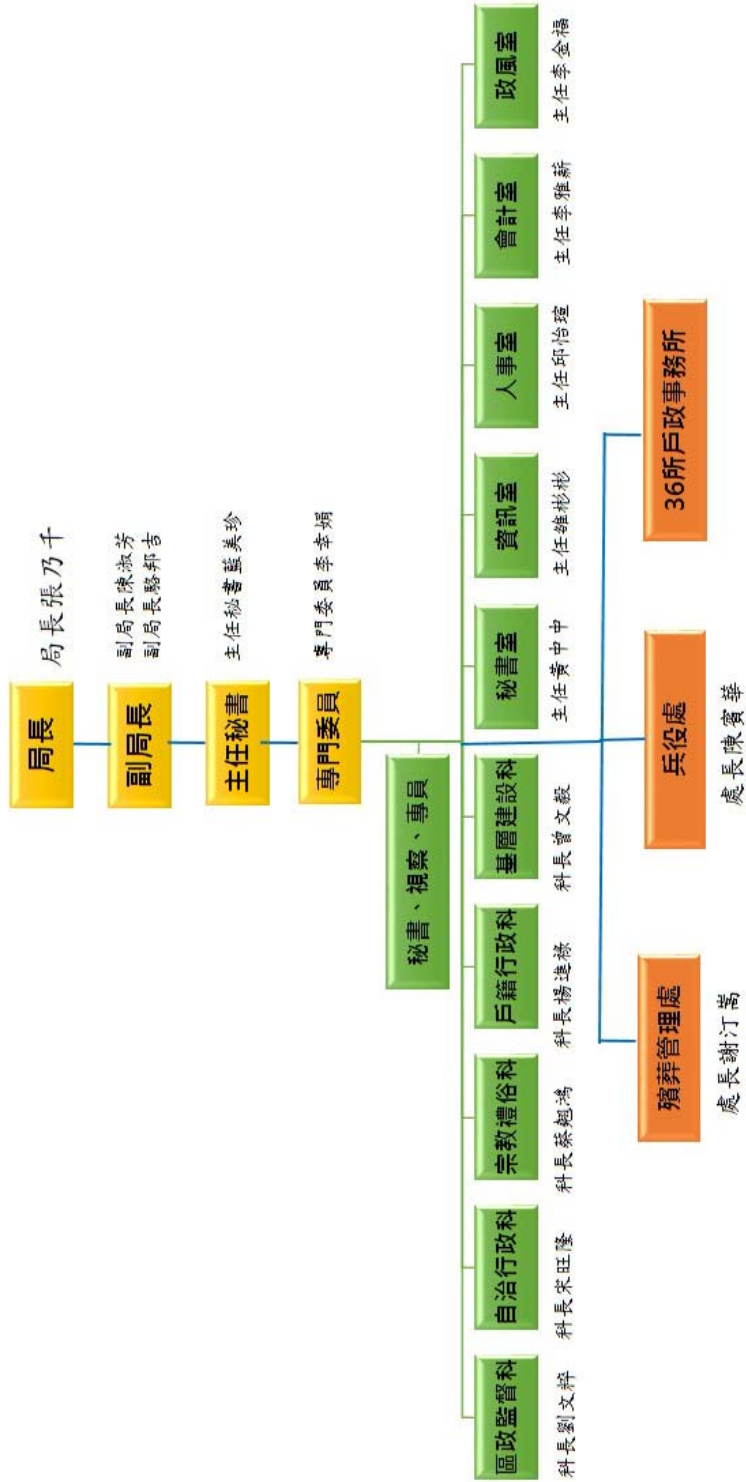 局長
局長張乃千
副局長
副局長陳淑芳
副局長駱邦吉
主任秘書
主任秘書藍美珍
專門委員
專門委員李幸娟
秘書、視察、專員
區政監督科
科長劉文粹
自治行政科
科長宋旺隆
宗教禮俗科
科長蔡翹鴻
戶籍行政科
科長楊進祿
基層建設科
科長曾文毅
秘書室
主任黃中中
資訊室
主任雒彬彬
人事室
主任邱怡瑄
會計室
主任李雅薪
政風室
主任李金福
殯葬管理處
處長謝汀嵩
兵役處
處長陳賓華
36所戶政事務所